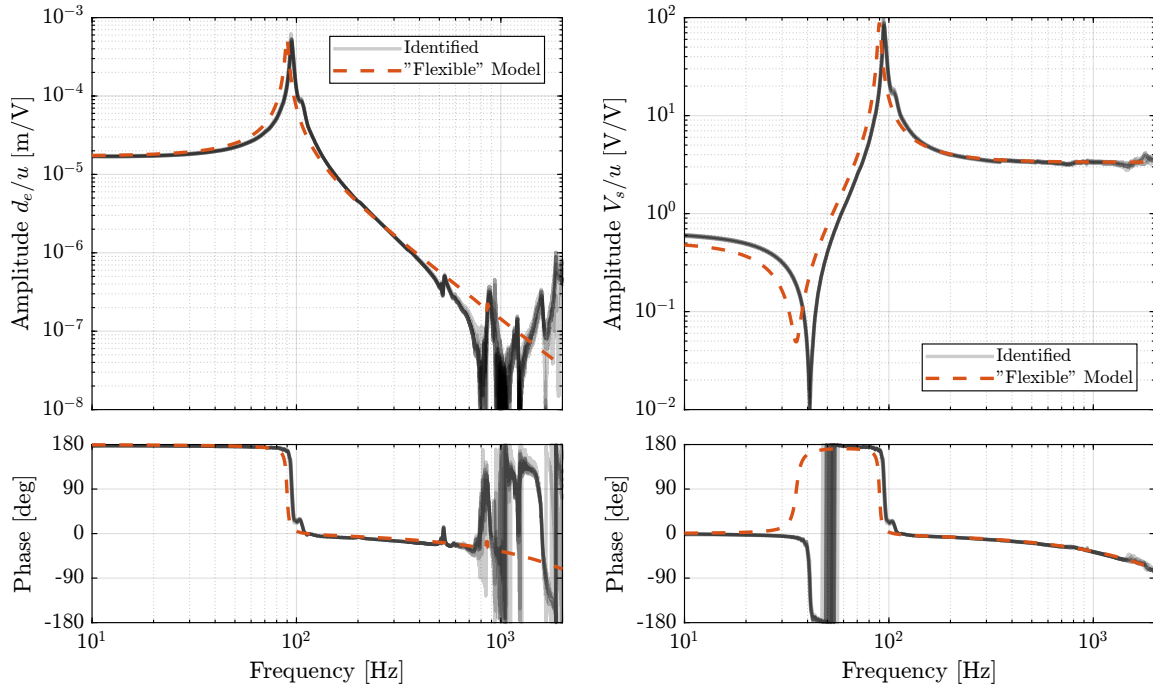 10^{-3}
10^{-4}
10^{-5}
10^{-6}
10^{-7}
10^{-8}
Amplitude d_e/u [m/V]
Identified
"Flexible" Model
180
90
0
-90
-180
Phase [deg]
10^1
10^2
10^3
Frequency [Hz]
10^2
10^1
10^0
10^{-1}
10^{-2}
Amplitude V_s/u [V/V]
Identified
"Flexible" Model
180
90
0
-90
-180
Phase [deg]
10^1
10^2
10^3
Frequency [Hz]